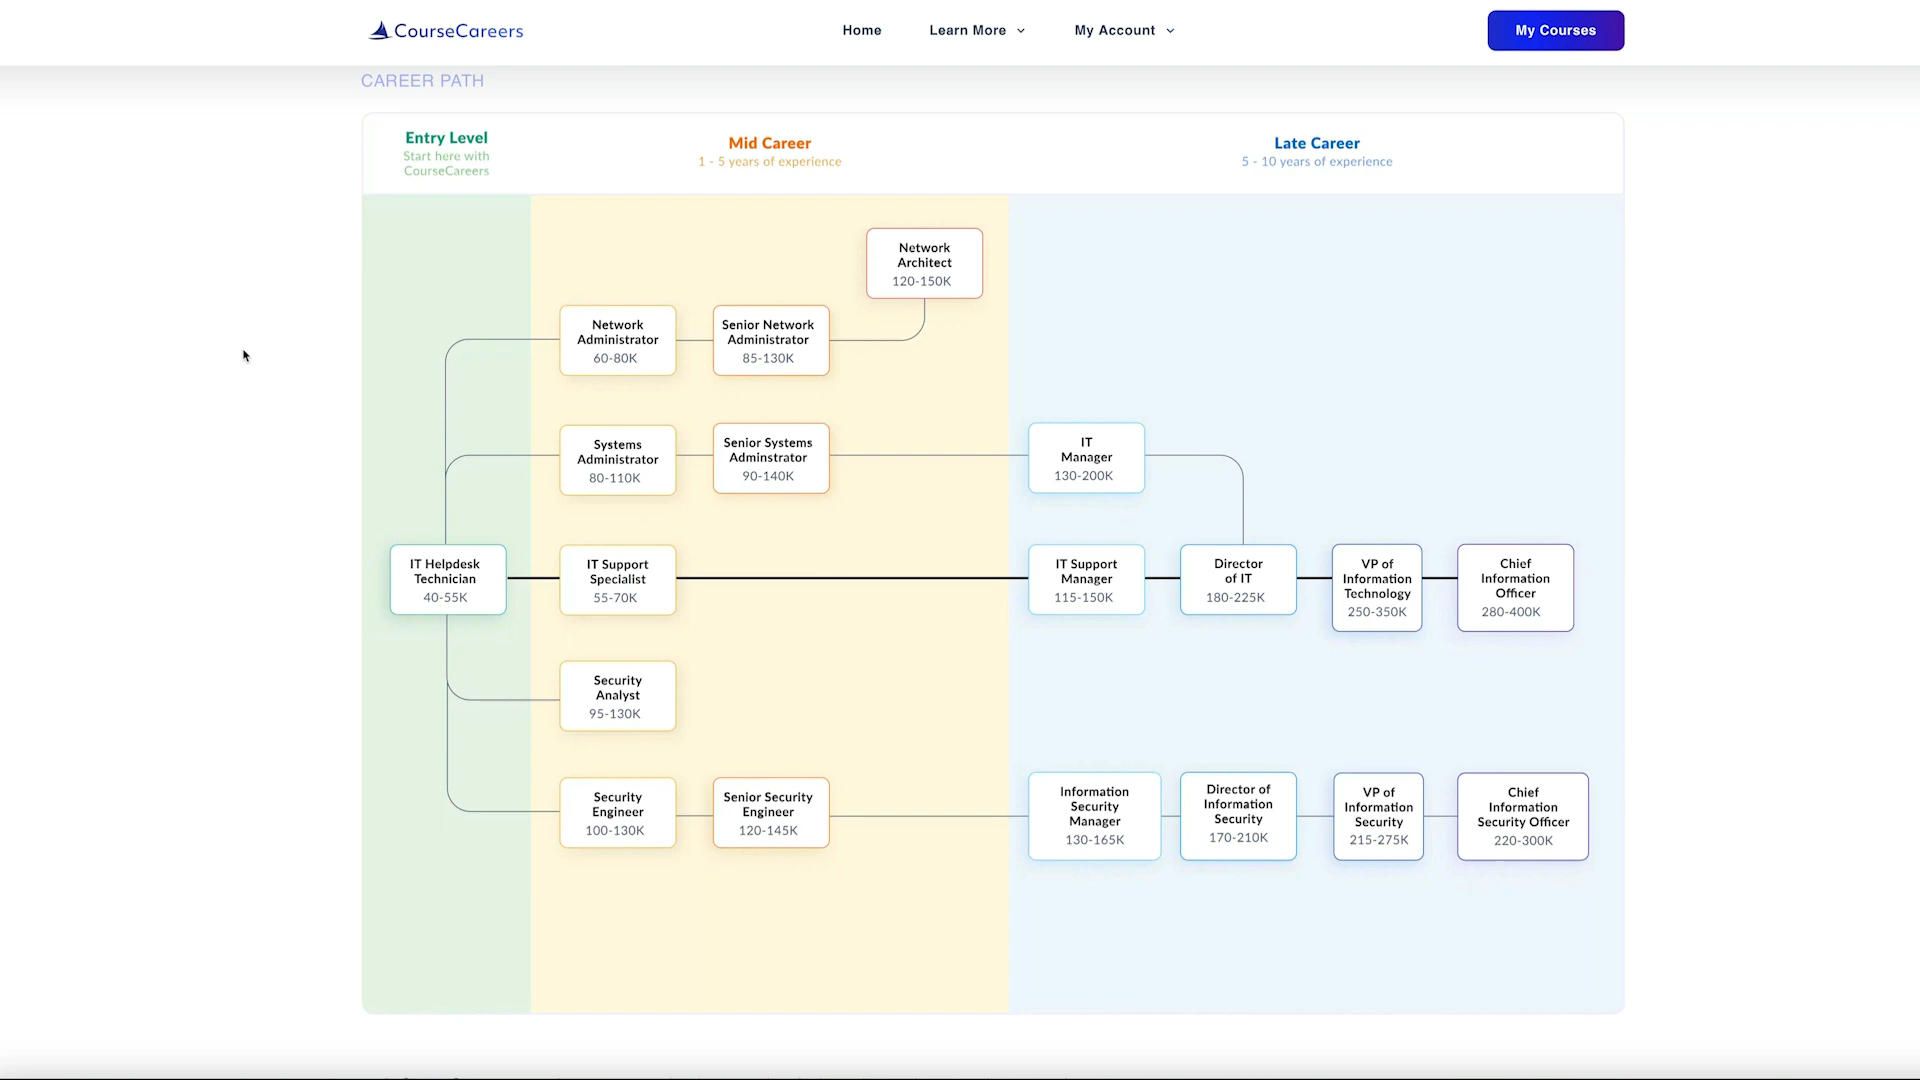 CourseCareers
Home
Learn More
My Account
My Courses
CAREER PATH
Entry Level
Start here with
CourseCareers
Mid Career
1 - 5 years of experience
Late Career
5 - 10 years of experience
Network
Architect
120-150K
Network
Administrator
60-80K
Senior Network
Administrator
85-130K
Systems
Administrator
80-110K
Senior Systems
Adminstrator
90-140K
IT
Manager
130-200K
IT Helpdesk
Technician
40-55K
IT Support
Specialist
55-70K
IT Support
Manager
115-150K
Director
of IT
180-225K
VP of
Information
Technology
250-350K
Chief
Information
Officer
280-400K
Security
Analyst
95-130K
Security
Engineer
100-130K
Senior Security
Engineer
120-145K
Information
Security
Manager
130-165K
Director of
Information
Security
170-210K
VP of
Information
Security
215-275K
Chief
Information
Security Officer
220-300K